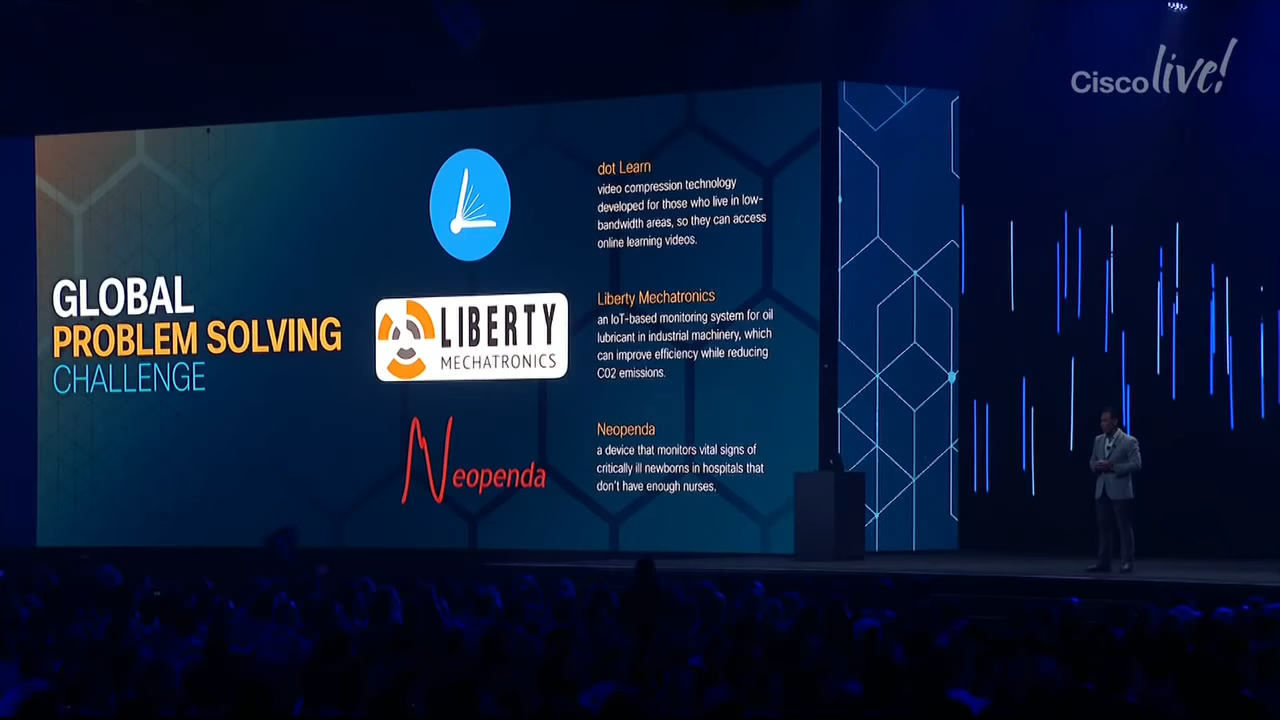 Cisco live!
GLOBAL
PROBLEM SOLVING
CHALLENGE
dot Learn
video compression technology
developed for those who live in low-
bandwidth areas, so they can access
online learning videos.
LIBERTY
MECHATRONICS
Liberty Mechatronics
an IoT-based monitoring system for oil
lubricant in industrial machinery, which
can improve efficiency while reducing
C02 emissions.
Neopenda
Neopenda
a device that monitors vital signs of
critically ill newborns in hospitals that
don't have enough nurses.